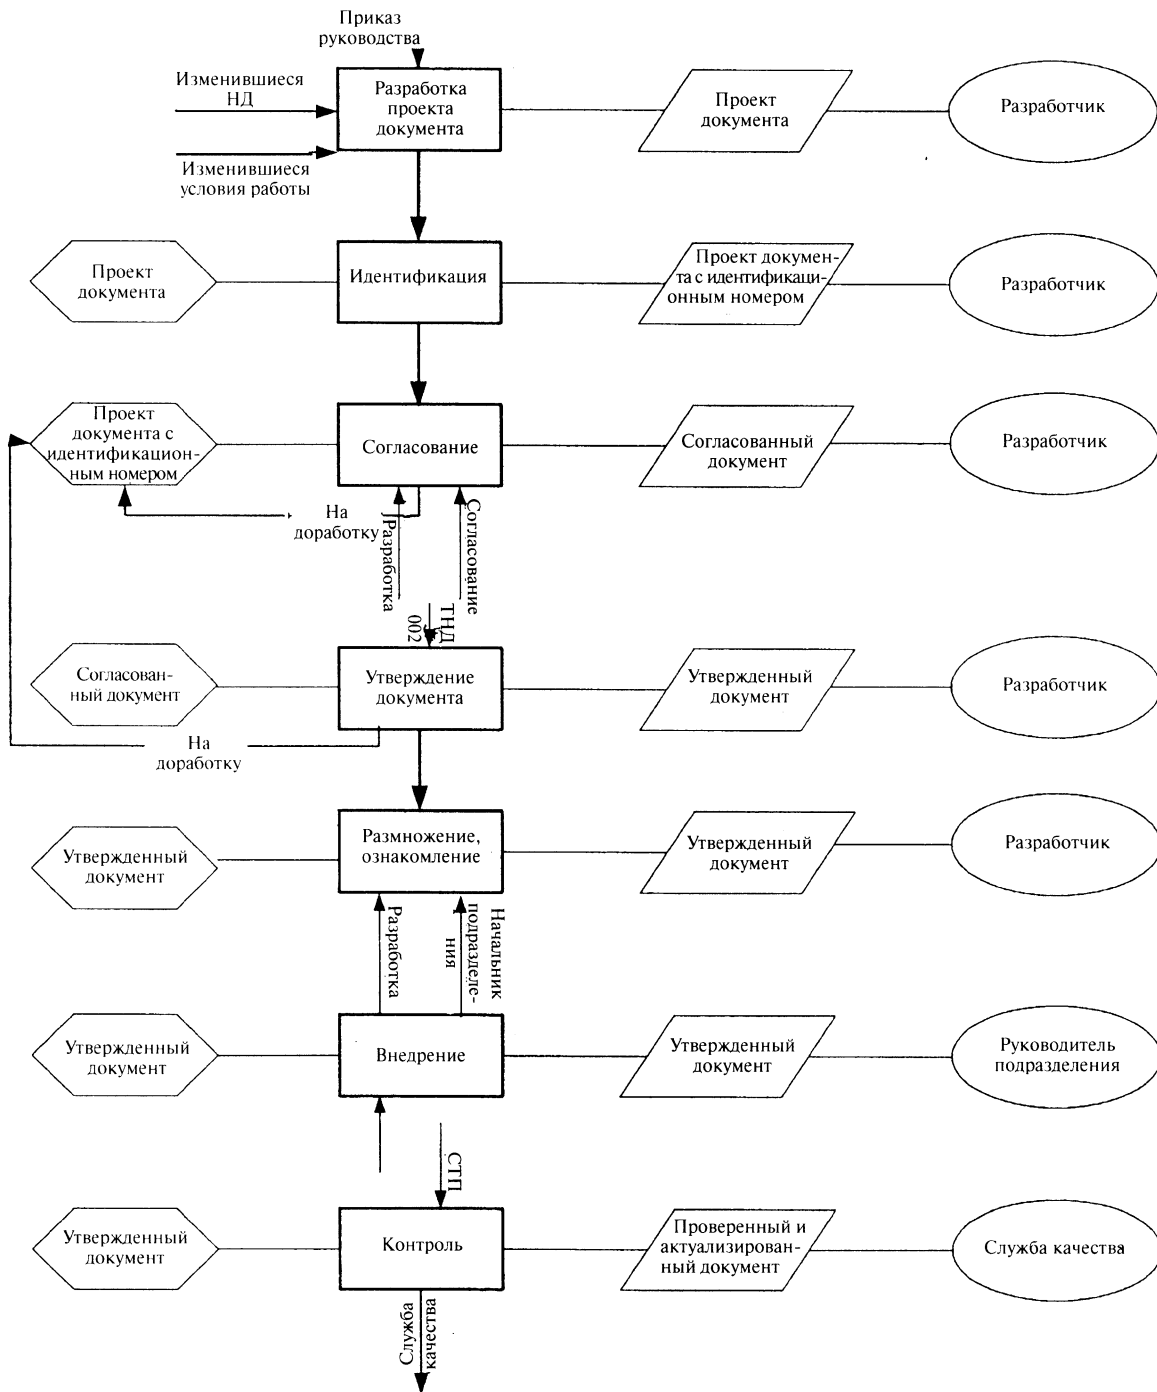 Приказ
руководства
Изменившиеся
НД
Изменившиеся
условия работы
Разработка
проекта
документа
Проект
документа
Разработчик
Проект
документа
Идентификация
Проект докумен-
та с идентификаци-
онным номером
Разработчик
Проект
документа с
идентификацион-
ным номером
Согласование
Согласованный
документ
Разработчик
На
доработку
Разработка
Согласование
ТНД
002
Согласован-
ный документ
Утверждение
документа
Утвержденный
документ
Разработчик
На
доработку
Утвержденный
документ
Размножение,
ознакомление
Утвержденный
документ
Разработчик
Разработка
Начальник
подразделе-
ния
Утвержденный
документ
Внедрение
Утвержденный
документ
Руководитель
подразделения
СТП
Утвержденный
документ
Контроль
Проверенный и
актуализирован-
ный документ
Служба качества
Служба
качества